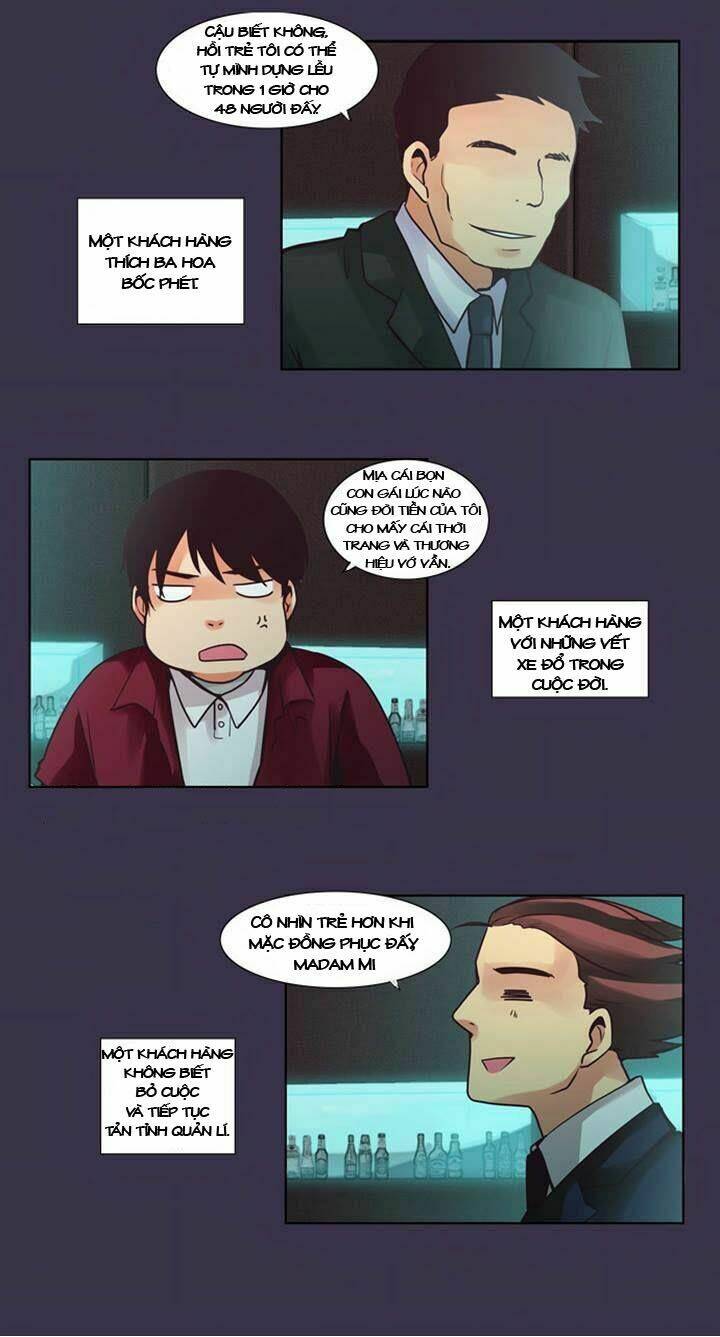 CẬU BIẾT KHÔNG,
HỒI TRẺ TÔI CÓ THỂ
TỰ MÌNH DỰNG LỀU
TRONG 1 GIỜ CHO
48 NGƯỜI ĐẤY.
MỘT KHÁCH HÀNG
THÍCH BA HOA
BỐC PHÉT.
MỊA CÁI BỌN
CON GÁI LÚC NÀO
CŨNG ĐÒI TIỀN CỦA TÔI
CHO MẤY CÁI THỜI
TRANG VÀ THƯƠNG
HIỆU VỚ VẨN.
MỘT KHÁCH HÀNG
VỚI NHỮNG VẾT
XE ĐỔ TRONG
CUỘC ĐỜI.
CÔ NHÌN TRẺ HƠN KHI
MẶC ĐỒNG PHỤC ĐẤY,
MADAM MI
MỘT KHÁCH HÀNG
KHÔNG BIẾT
BỎ CUỘC
VÀ TIẾP TỤC
TÁN TỈNH QUẢN LÍ.